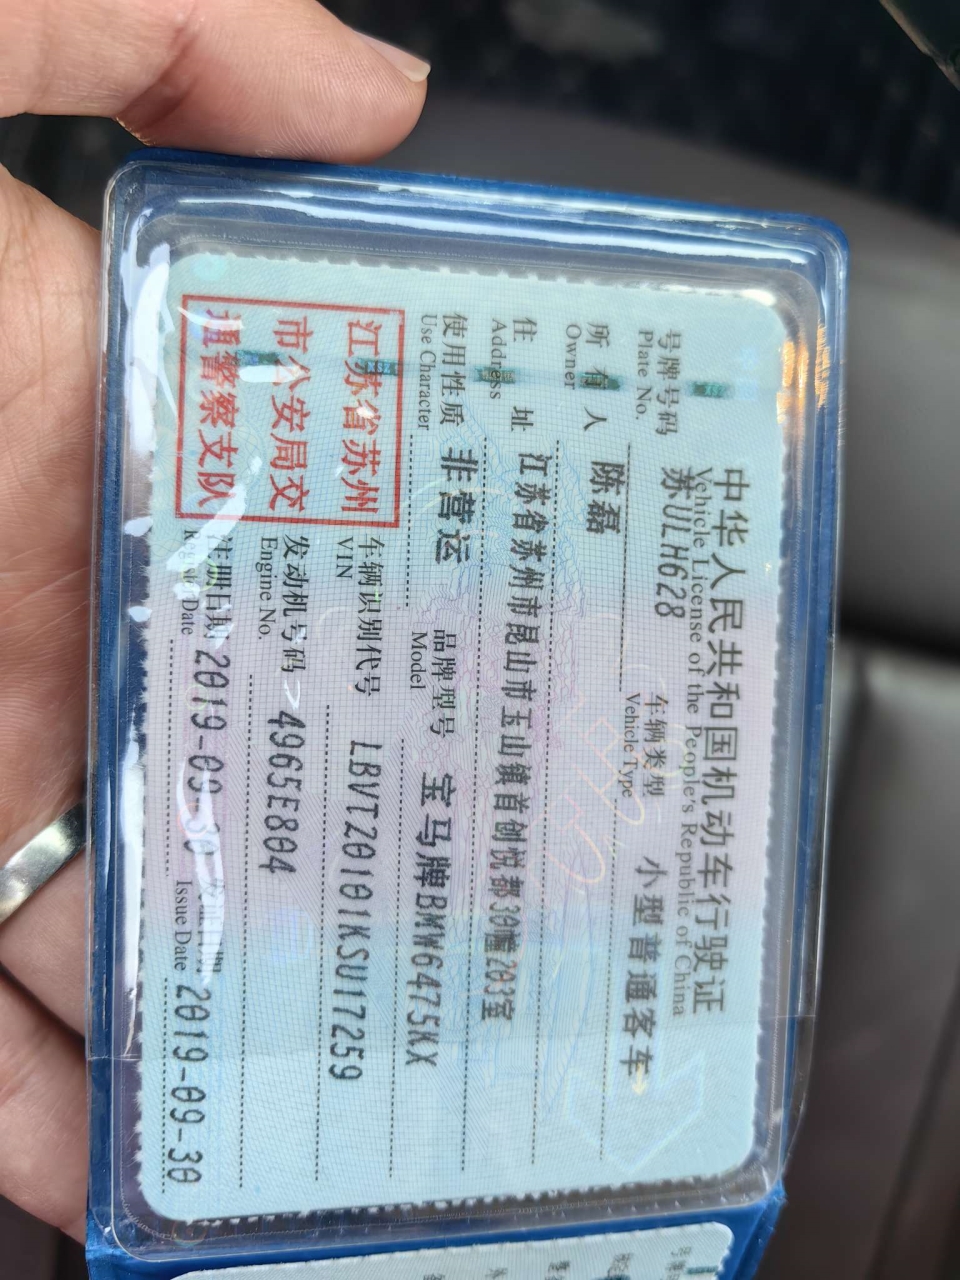 中华人民共和国机动车行驶证
Vehicle License of the People's Republic of China
号牌号码 苏ULH628 车辆类型 小型普通客车
Plate No. Vehicle Type
所有人 陈磊
Owner
住址 江苏省苏州市昆山市玉山镇首创悦都30幢203室
Address
使用性质 非营运 品牌型号 宝马牌BMW6475KX
Use Character Model
江苏省苏州
市公安局交
通警察支队
车辆识别代号 LBVTZ0101KSU17259
VIN
发动机号码 4965E804
Engine No.
注册日期 2019-09-30 发证日期 2019-09-30
Register Date Issue Date